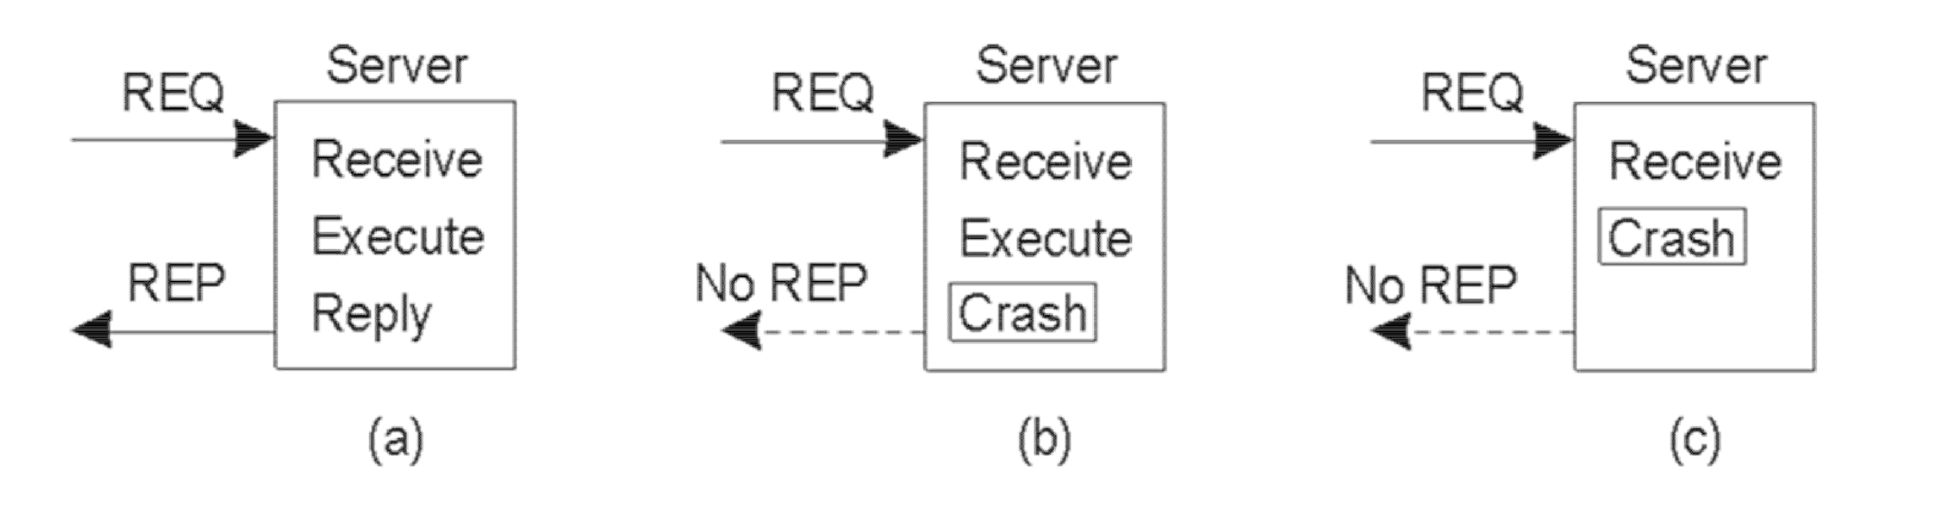 Server
REQ
Receive
Execute
REP
Reply
(a)
Server
REQ
Receive
Execute
No REP
Crash
(b)
Server
REQ
Receive
Crash
No REP
(c)